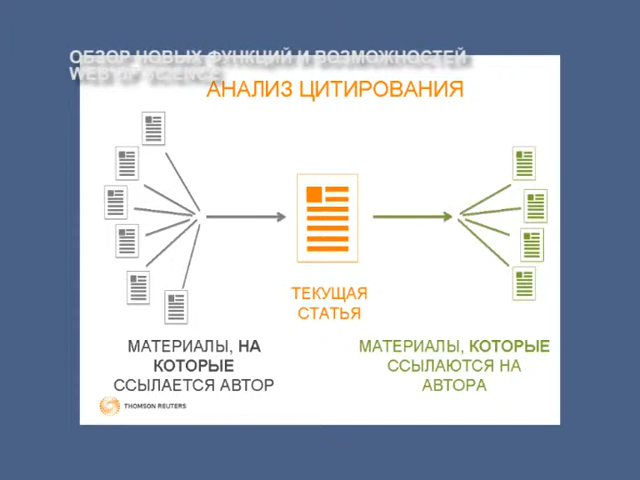 ОБЗОР НОВЫХ ФУНКЦИЙ И ВОЗМОЖНОСТЕЙ
WEB OF SCIENCE
АНАЛИЗ ЦИТИРОВАНИЯ
ТЕКУЩАЯ
СТАТЬЯ
МАТЕРИАЛЫ, НА
КОТОРЫЕ
ССЫЛАЕТСЯ АВТОР
МАТЕРИАЛЫ, КОТОРЫЕ
ССЫЛАЮТСЯ НА
АВТОРА
THOMSON REUTERS